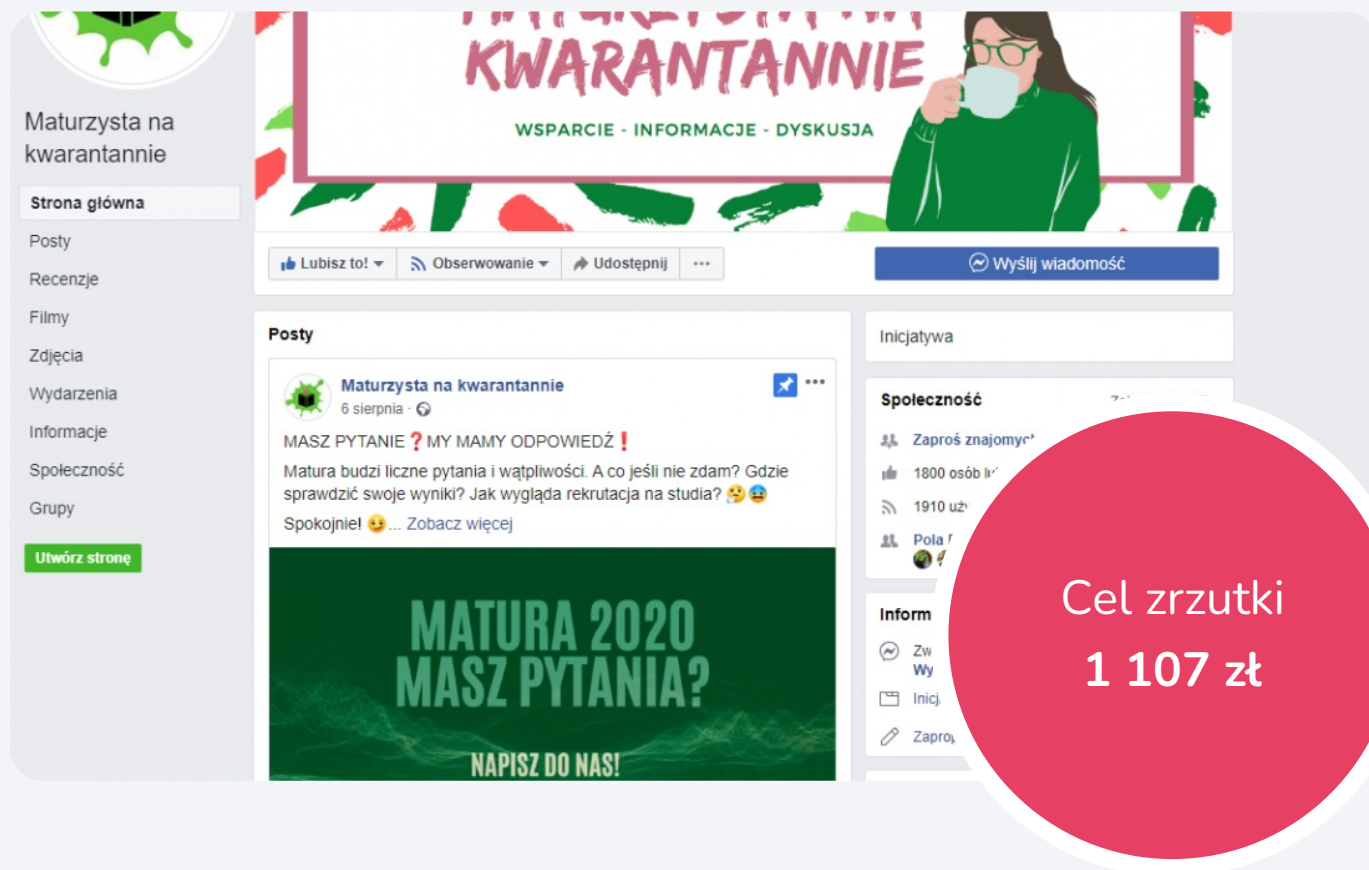 MATURZYSTA NA
KWARANTANNIE
WSPARCIE - INFORMACJE - DYSKUSJA
Maturzysta na
kwarantannie
Strona główna
Posty
Recenzje
Filmy
Zdjęcia
Wydarzenia
Informacje
Społeczność
Grupy
Utwórz stronę
Lubisz to! Obserwowanie Udostępnij ...
Wyślij wiadomość
Posty
Maturzysta na kwarantannie
6 sierpnia ·
MASZ PYTANIE❓MY MAMY ODPOWIEDŹ❗
Matura budzi liczne pytania i wątpliwości. A co jeśli nie zdam? Gdzie
sprawdzić swoje wyniki? Jak wygląda rekrutacja na studia? 🤔😰
Spokojnie! 😉... Zobacz więcej
MATURA 2020
MASZ PYTANIA?
NAPISZ DO NAS!
Inicjatywa
Społeczność
Zaproś znajomych
1800 osób
1910
Pola
Cel zrzutki
1 107 zł